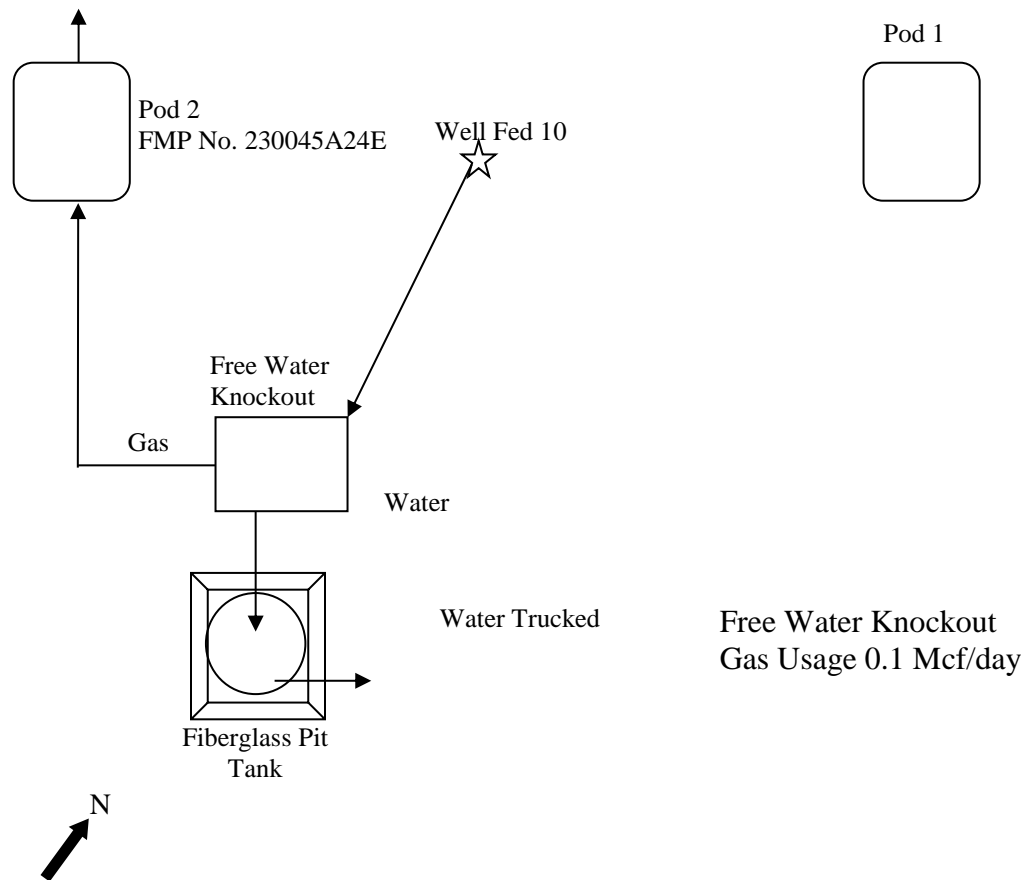 Pod 1
Pod 2
FMP No. 230045A24E
Well Fed 10
Free Water
Knockout
Gas
Water
Water Trucked
Free Water Knockout
Gas Usage 0.1 Mcf/day
Fiberglass Pit
Tank
N